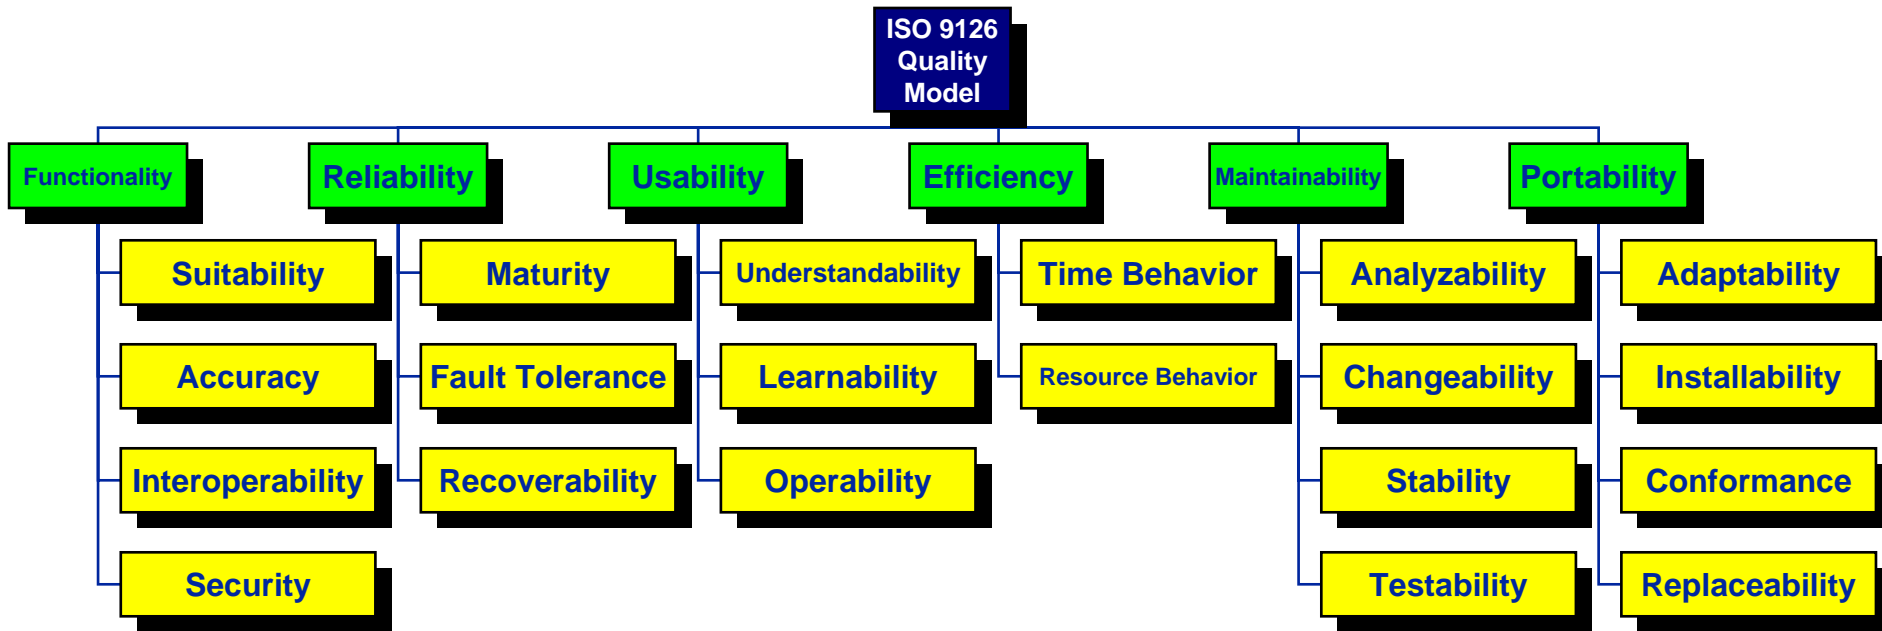 ISO 9126
Quality
Model
Functionality
Reliability
Usability
Efficiency
Maintainability
Portability
Suitability
Maturity
Understandability
Time Behavior
Analyzability
Adaptability
Accuracy
Fault Tolerance
Learnability
Resource Behavior
Changeability
Installability
Interoperability
Recoverability
Operability
Stability
Conformance
Security
Testability
Replaceability